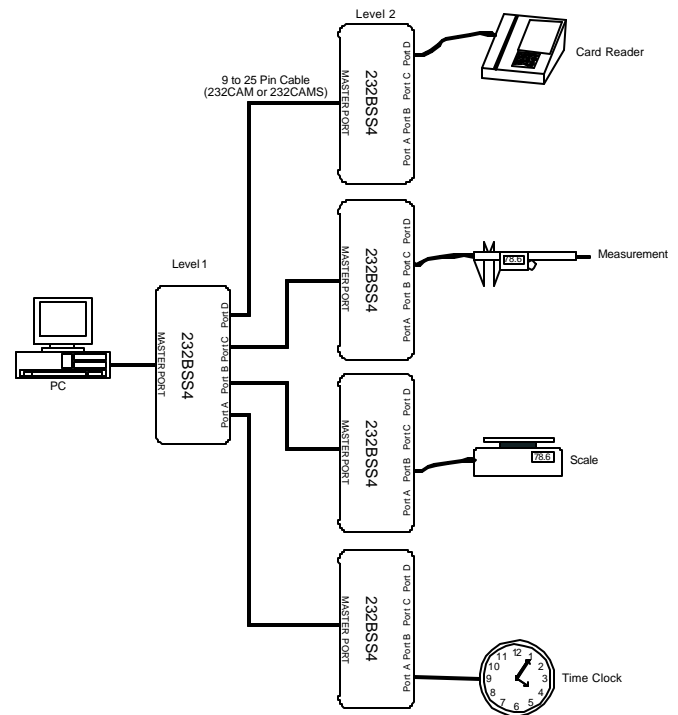 Level 2
Card Reader
9 to 25 Pin Cable
(232CAM or 232CAMS)
MASTER PORT
232BSS4
Port A Port B Port C Port D
Measurement
78.6
MASTER PORT
232BSS4
Port A Port B Port C Port D
Level 1
PC
MASTER PORT
232BSS4
Port A Port B Port C Port D
Scale
78.6
MASTER PORT
232BSS4
Port A Port B Port C Port D
MASTER PORT
232BSS4
Port A Port B Port C Port D
Time Clock
12
1
2
3
4
5
6
7
8
9
10
11